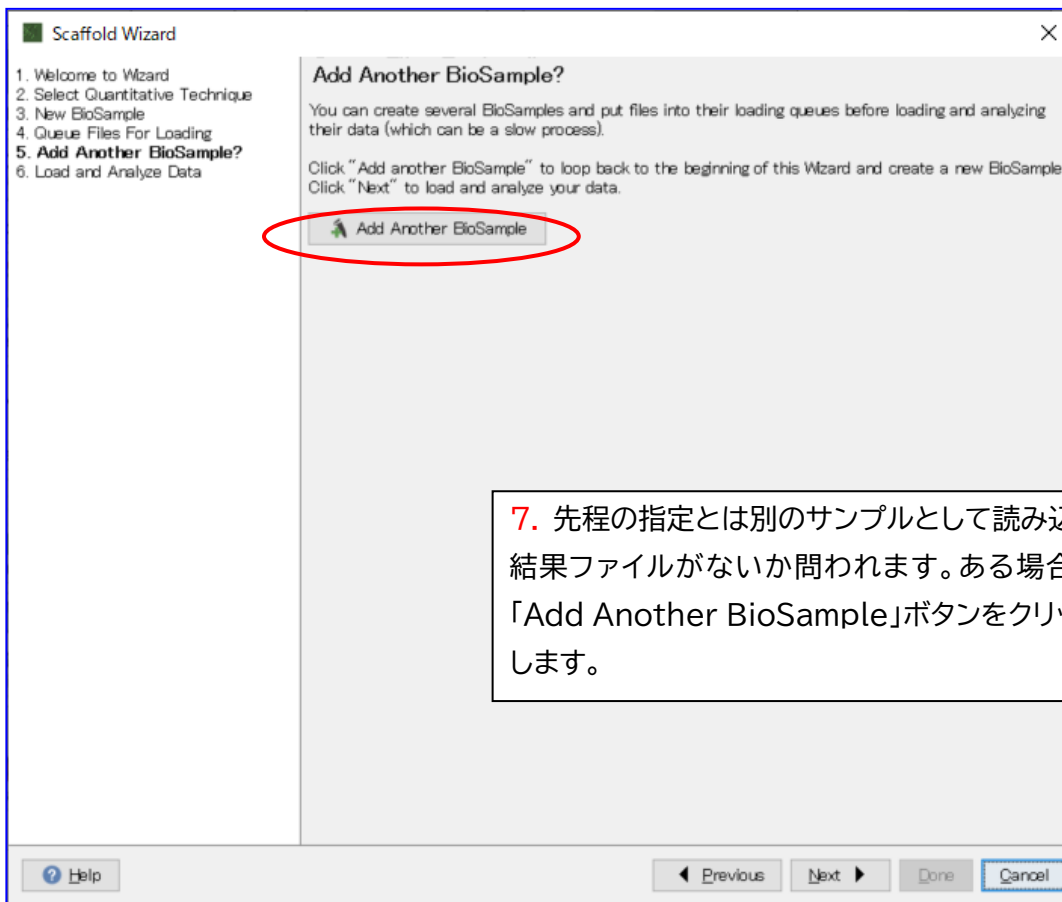 Scaffold Wizard
1. Welcome to Wizard
2. Select Quantitative Technique
3. New BioSample
4. Queue Files For Loading
5. Add Another BioSample?
6. Load and Analyze Data
Add Another BioSample?
You can create several BioSamples and put files into their loading queues before loading and analyzing
their data (which can be a slow process).
Click "Add another BioSample" to loop back to the beginning of this Wizard and create a new BioSample
Click "Next" to load and analyze your data.
Add Another BioSample
7. 先程の指定とは別のサンプルとして読み込
結果ファイルがないか問われます。ある場合
「Add Another BioSample」ボタンをクリッ
します。
Help
Previous
Next
Done
Cancel